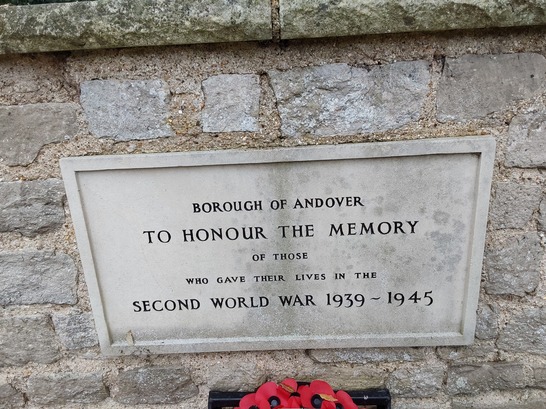 BOROUGH OF ANDOVER
TO HONOUR THE MEMORY
OF THOSE
WHO GAVE THEIR LIVES IN THE
SECOND WORLD WAR 1939 ~ 1945